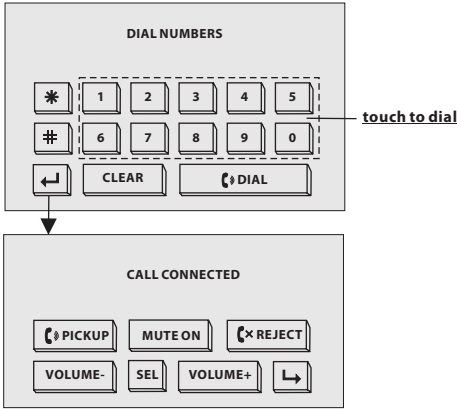 DIAL NUMBERS
* 1 2 3 4 5
touch to dial
# 6 7 8 9 0
CLEAR DIAL
CALL CONNECTED
PICKUP MUTE ON REJECT
VOLUME- SEL VOLUME+